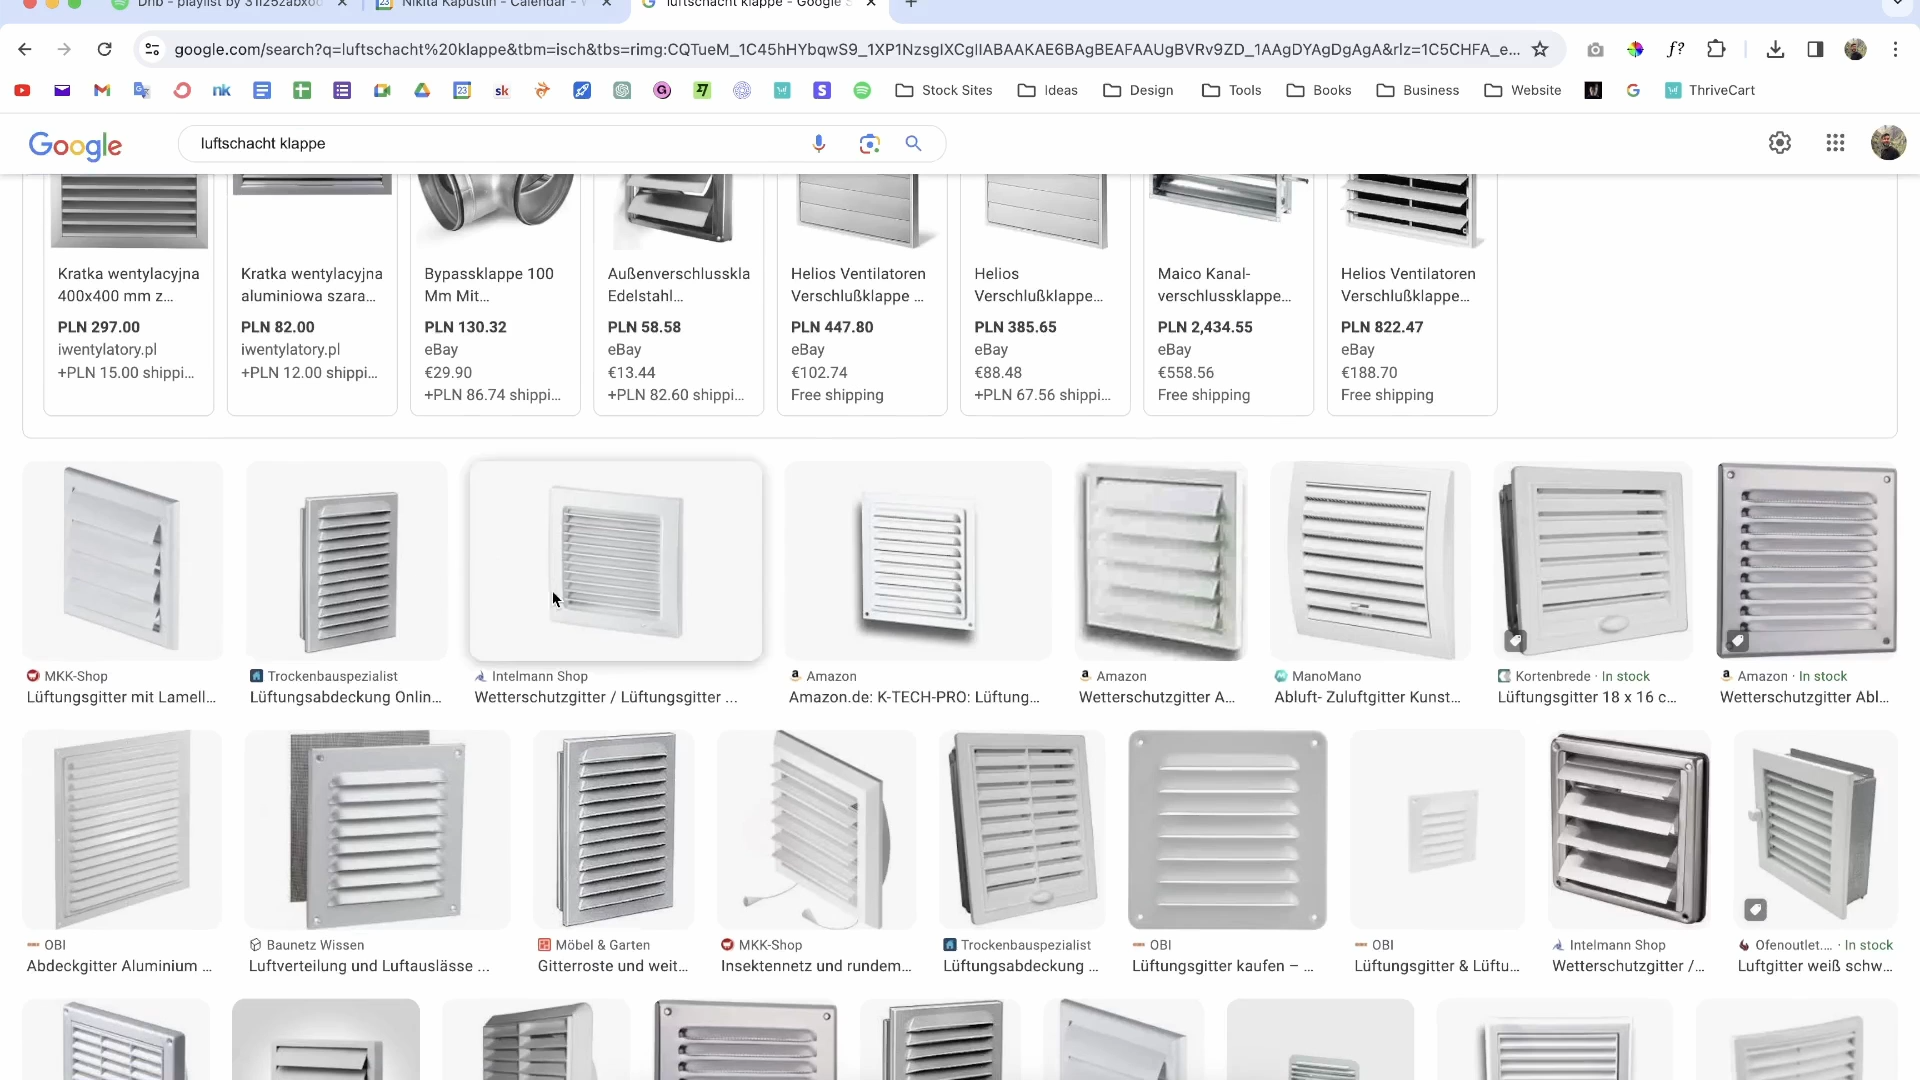 Nikita Kapustin - Calendar -
luftschacht klappe - Google S
google.com/search?q=luftschacht%20klappe&tbm=isch&tbs=rimg:CQTueM_1C45hHYbqwS9_1XP1NzsgIXCgIIABAAKAE6BAgBEAFAAUgBVRv9ZD_1AAgDYAgDgAgA&rlz=1C5CHFA_e...
Stock Sites
Ideas
Design
Tools
Books
Business
Website
ThriveCart
Google
luftschacht klappe
Kratka wentylacyjna
400x400 mm z...
PLN 297.00
iwentylatory.pl
+PLN 15.00 shippi...
Kratka wentylacyjna
aluminiowa szara...
PLN 82.00
iwentylatory.pl
+PLN 12.00 shippi...
Bypassklappe 100
Mm Mit...
PLN 130.32
eBay
€29.90
+PLN 86.74 shippi...
Außenverschlusskla
Edelstahl...
PLN 58.58
eBay
€13.44
+PLN 82.60 shippi...
Helios Ventilatoren
Verschlußklappe ...
PLN 447.80
eBay
€102.74
Free shipping
Helios
Verschlußklappe...
PLN 385.65
eBay
€88.48
+PLN 67.56 shippi...
Maico Kanal-
verschlussklappe...
PLN 2,434.55
eBay
€558.56
Free shipping
Helios Ventilatoren
Verschlußklappe...
PLN 822.47
eBay
€188.70
Free shipping
MKK-Shop
Lüftungsgitter mit Lamell...
Trockenbauspezialist
Lüftungsabdeckung Onlin...
Intelmann Shop
Wetterschutzgitter / Lüftungsgitter ...
Amazon
Amazon.de: K-TECH-PRO: Lüftung...
Amazon
Wetterschutzgitter A...
ManoMano
Abluft- Zuluftgitter Kunst...
Kortenbrede · In stock
Lüftungsgitter 18 x 16 c...
Amazon · In stock
Wetterschutzgitter Abl...
OBI
Abdeckgitter Aluminium ...
Baunetz Wissen
Luftverteilung und Luftauslässe ...
Möbel & Garten
Gitterroste und weit...
MKK-Shop
Insektennetz und rundem...
Trockenbauspezialist
Lüftungsabdeckung ...
OBI
Lüftungsgitter kaufen – ...
OBI
Lüftungsgitter & Lüftu...
Intelmann Shop
Wetterschutzgitter /...
Ofenoutlet.... · In stock
Luftgitter weiß schw...